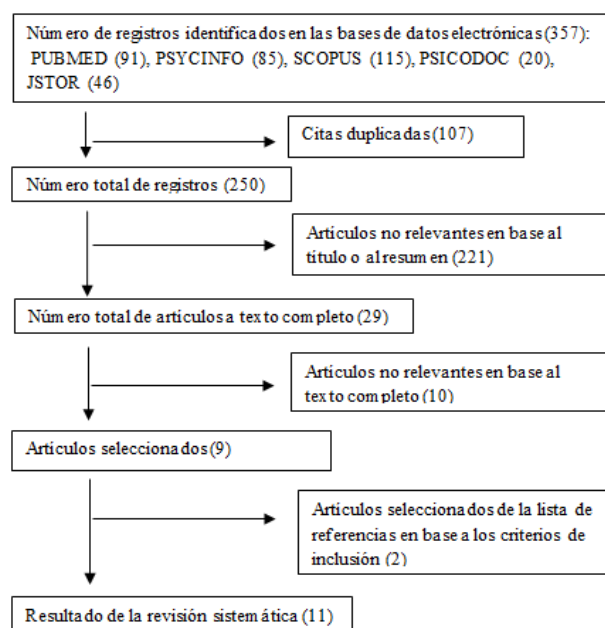 Número de registros identificados en las bases de datos electrónicas (357):
PUBMED (91), PSYCINFO (85), SCOPUS (115), PSICODOC (20),
JSTOR (46)
Citas duplicadas (107)
Número total de registros (250)
Artículos no relevantes en base al
título o al resumen (221)
Número total de artículos a texto completo (29)
Artículos no relevantes en base al
texto completo (10)
Artículos seleccionados (9)
Artículos seleccionados de la lista de
referencias en base a los criterios de
inclusión (2)
Resultado de la revisión sistemática (11)